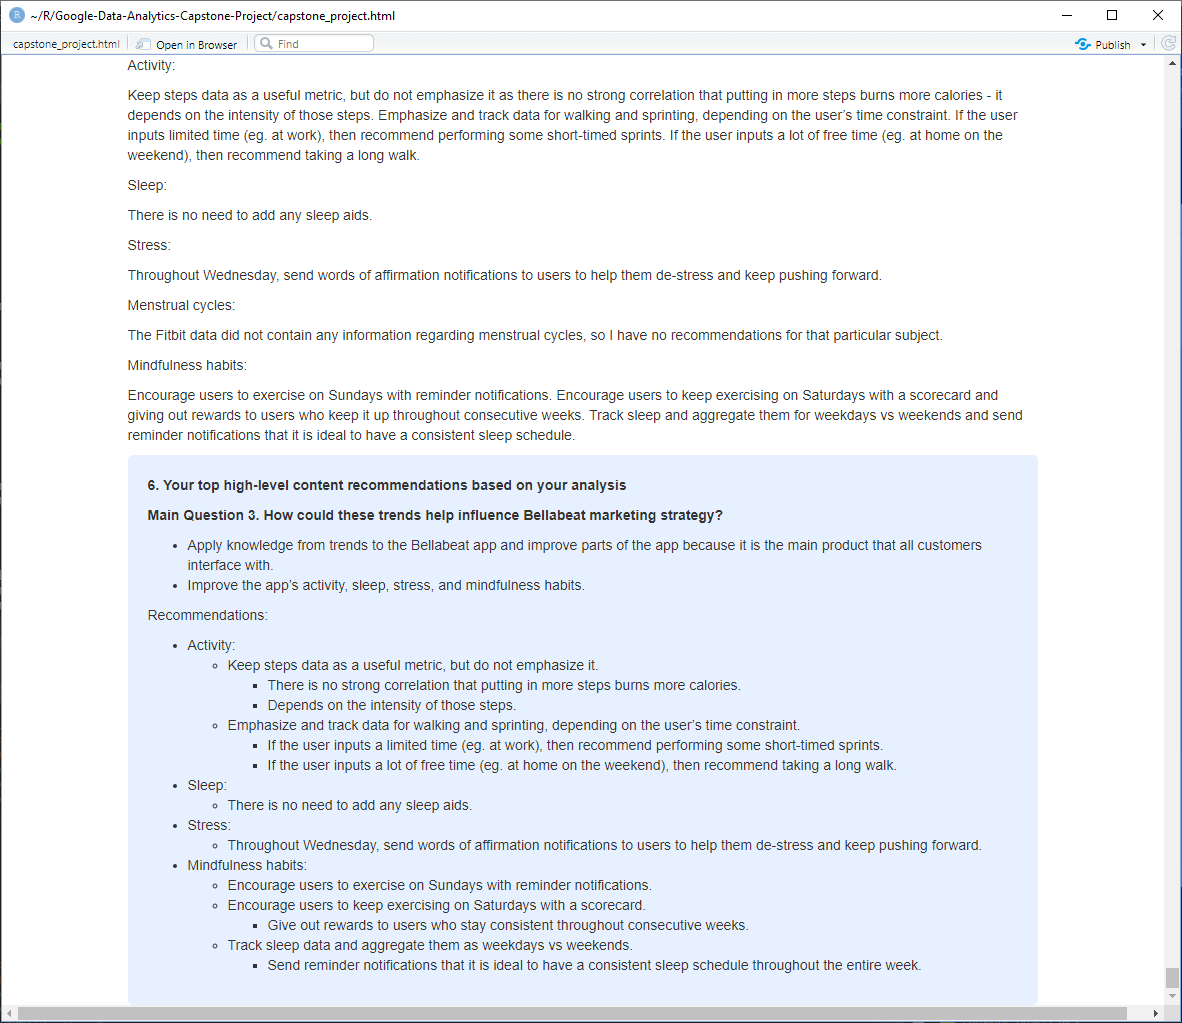 ~/R/Google-Data-Analytics-Capstone-Project/capstone_project.html
capstone_project.html
Open in Browser
Find
Publish
Activity:
Keep steps data as a useful metric, but do not emphasize it as there is no strong correlation that putting in more steps burns more calories - it
depends on the intensity of those steps. Emphasize and track data for walking and sprinting, depending on the user's time constraint. If the user
inputs limited time (eg. at work), then recommend performing some short-timed sprints. If the user inputs a lot of free time (eg. at home on the
weekend), then recommend taking a long walk.
Sleep:
There is no need to add any sleep aids.
Stress:
Throughout Wednesday, send words of affirmation notifications to users to help them de-stress and keep pushing forward.
Menstrual cycles:
The Fitbit data did not contain any information regarding menstrual cycles, so I have no recommendations for that particular subject.
Mindfulness habits:
Encourage users to exercise on Sundays with reminder notifications. Encourage users to keep exercising on Saturdays with a scorecard and
giving out rewards to users who keep it up throughout consecutive weeks. Track sleep and aggregate them for weekdays vs weekends and send
reminder notifications that it is ideal to have a consistent sleep schedule.
6. Your top high-level content recommendations based on your analysis
Main Question 3. How could these trends help influence Bellabeat marketing strategy?
• Apply knowledge from trends to the Bellabeat app and improve parts of the app because it is the main product that all customers
interface with.
• Improve the app's activity, sleep, stress, and mindfulness habits.
Recommendations:
• Activity:
◦ Keep steps data as a useful metric, but do not emphasize it.
▪ There is no strong correlation that putting in more steps burns more calories.
▪ Depends on the intensity of those steps.
◦ Emphasize and track data for walking and sprinting, depending on the user's time constraint.
▪ If the user inputs a limited time (eg. at work), then recommend performing some short-timed sprints.
▪ If the user inputs a lot of free time (eg. at home on the weekend), then recommend taking a long walk.
• Sleep:
◦ There is no need to add any sleep aids.
• Stress:
◦ Throughout Wednesday, send words of affirmation notifications to users to help them de-stress and keep pushing forward.
• Mindfulness habits:
◦ Encourage users to exercise on Sundays with reminder notifications.
◦ Encourage users to keep exercising on Saturdays with a scorecard.
▪ Give out rewards to users who stay consistent throughout consecutive weeks.
◦ Track sleep data and aggregate them as weekdays vs weekends.
▪ Send reminder notifications that it is ideal to have a consistent sleep schedule throughout the entire week.